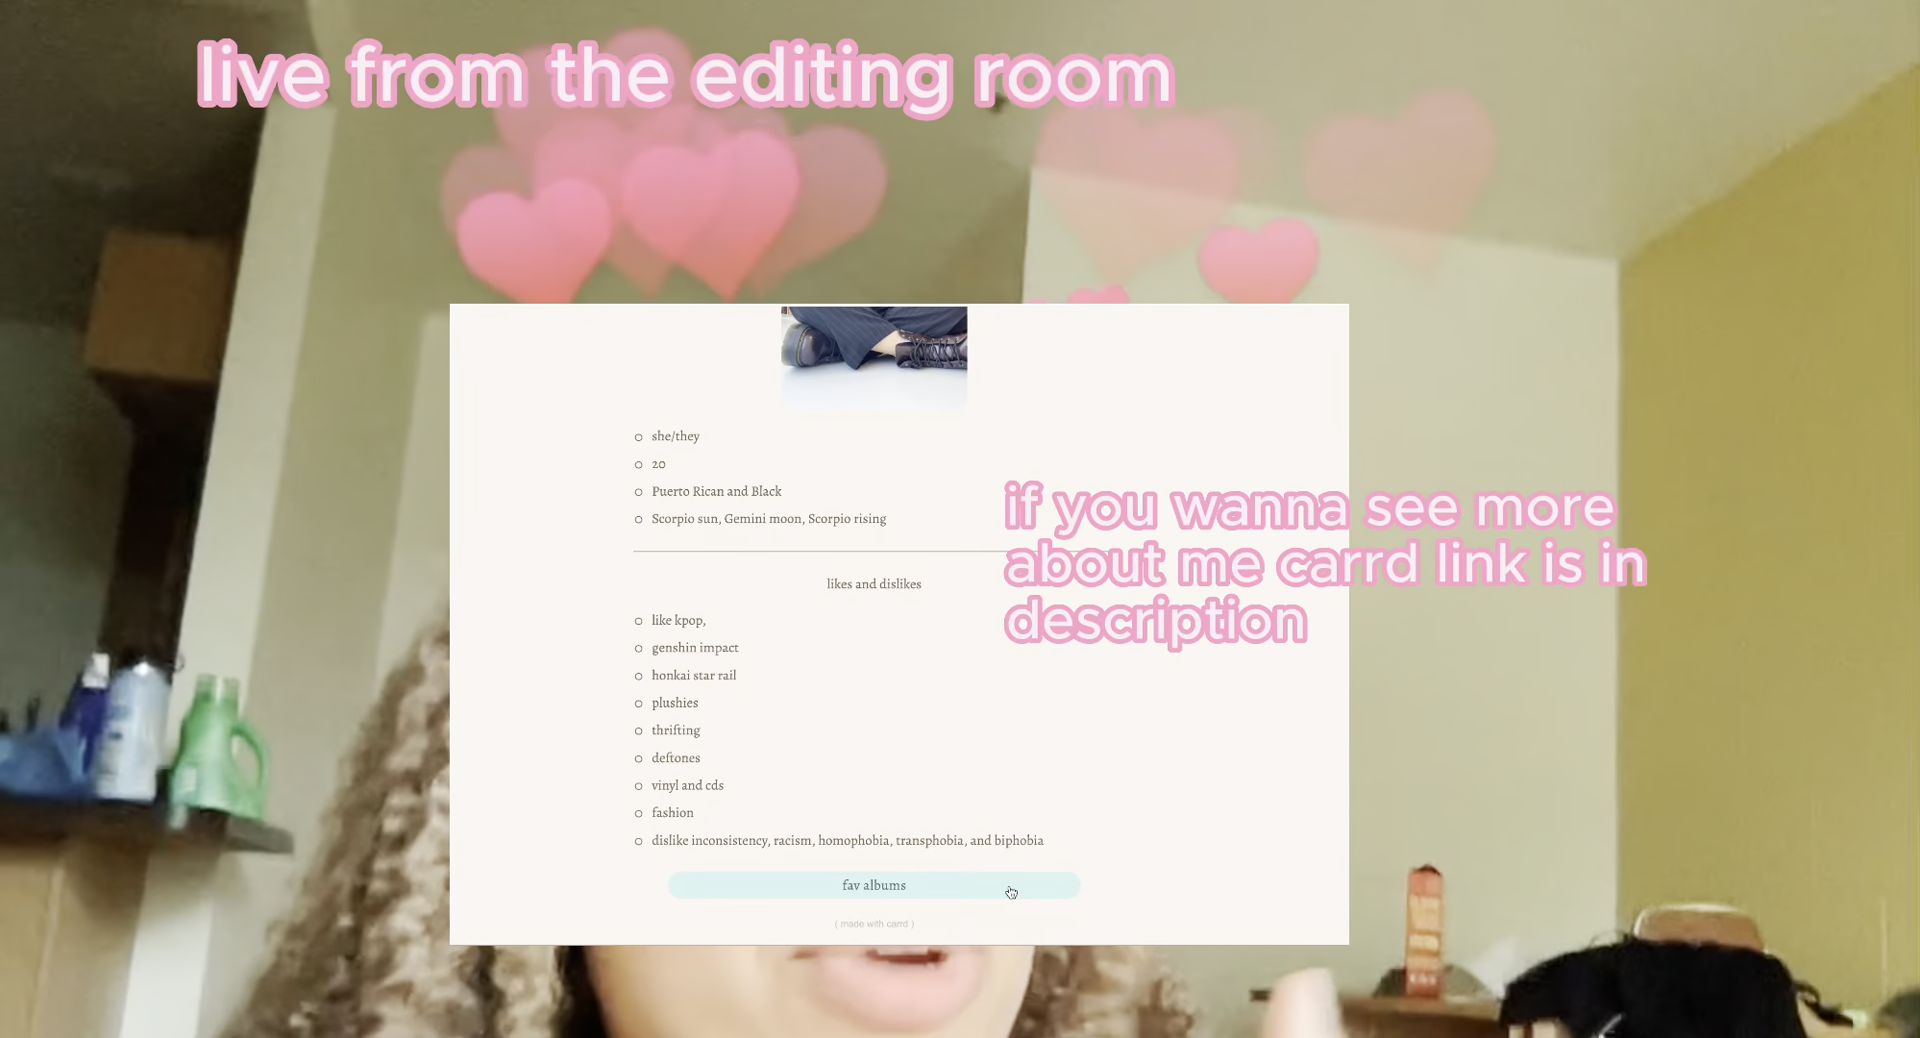 live from the editing room
she/they
20
Puerto Rican and Black
Scorpio sun, Gemini moon, Scorpio rising
if you wanna see more
about me carrd link is in
description
likes and dislikes
like kpop,
genshin impact
honkai star rail
plushies
thrifting
deftones
vinyl and cds
fashion
dislike inconsistency, racism, homophobia, transphobia, and biphobia
fav albums
( made with carrd )